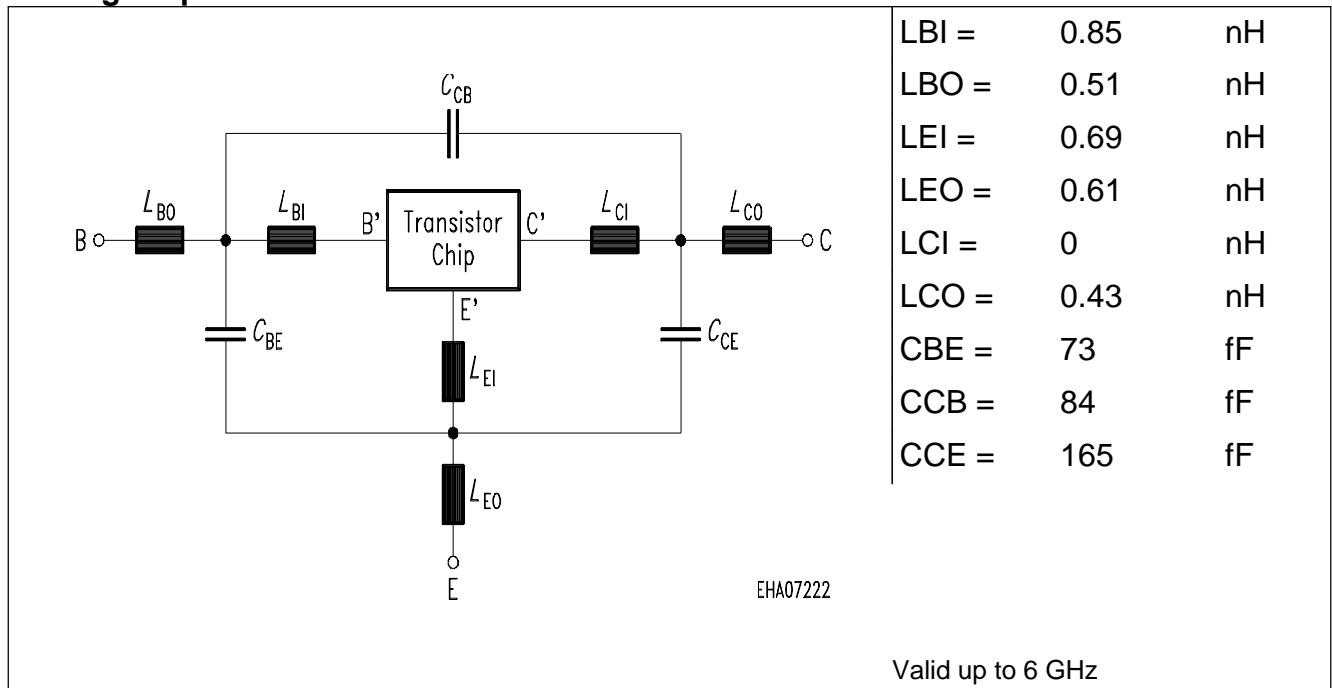 C_CB
L_BO L_BI B' Transistor Chip C' L_CI L_CO
B C
E'
C_BE C_CE
L_EI
L_EO
E
EHA07222
LBI = 0.85 nH
LBO = 0.51 nH
LEI = 0.69 nH
LEO = 0.61 nH
LCI = 0 nH
LCO = 0.43 nH
CBE = 73 fF
CCB = 84 fF
CCE = 165 fF
Valid up to 6 GHz